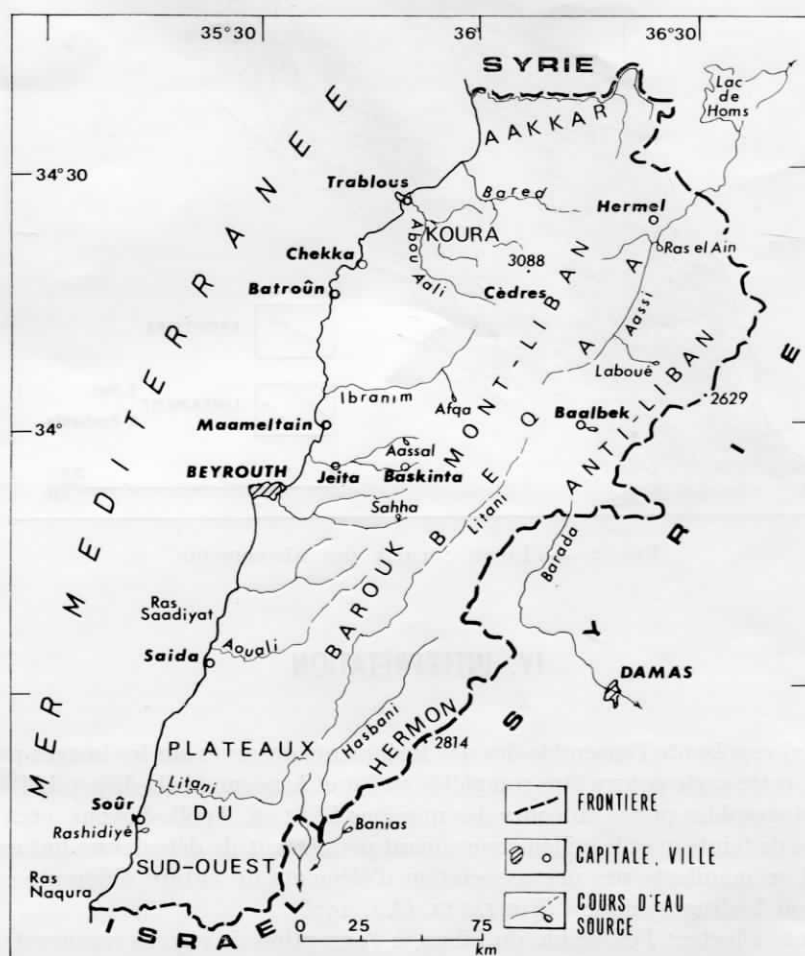 35°30
36°1
36°30
SYRIE
Lac de Homs
AAKKAR
34°30
Trablous
Bared
Hermel
KOURA
Abou Aali
Ras el Ain
Chekka
3088
Cèdres
Batroûn
Aassi
MER MEDITERRANEE
MONT-LIBAN
BEQAA
Laboué
ANTI-LIBAN
2629
Ibranim
Afqa
Baalbek
34°
Maameltain
Aassal
BEYROUTH
Jeita
Baskinta
Sahha
Litani
Barada
SYRIE
BAROUK
Ras Saadiyat
Aouali
Saida
DAMAS
HERMON
2814
Hasbani
PLATEAUX
DU
SUD-OUEST
Litani
Soûr
Rashidiyé
Banias
Ras Naqura
ISRAEL
FRONTIERE
CAPITALE, VILLE
COURS D'EAU
SOURCE
0 25 75
km